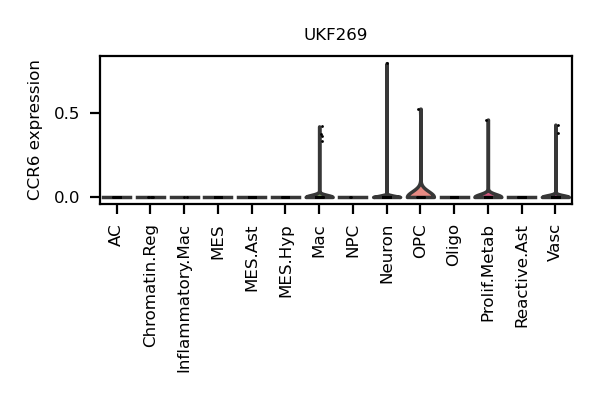 UKF269
CCR6 expression
0.5
0.0
AC
Chromatin.Reg
Inflammatory.Mac
MES
MES.Ast
MES.Hyp
Mac
NPC
Neuron
OPC
Oligo
Prolif.Metab
Reactive.Ast
Vasc